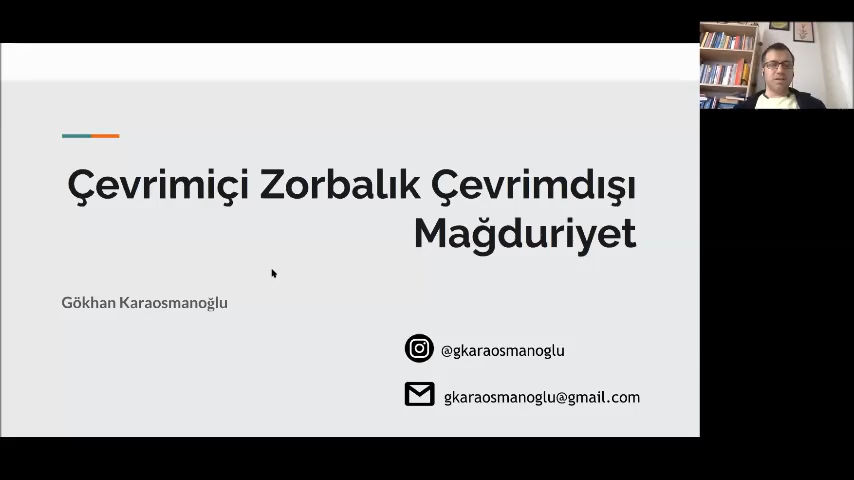 Çevrimiçi Zorbalık Çevrimdışı
Mağduriyet
Gökhan Karaosmanoğlu
@gkaraosmanoglu
gkaraosmanoglu@gmail.com